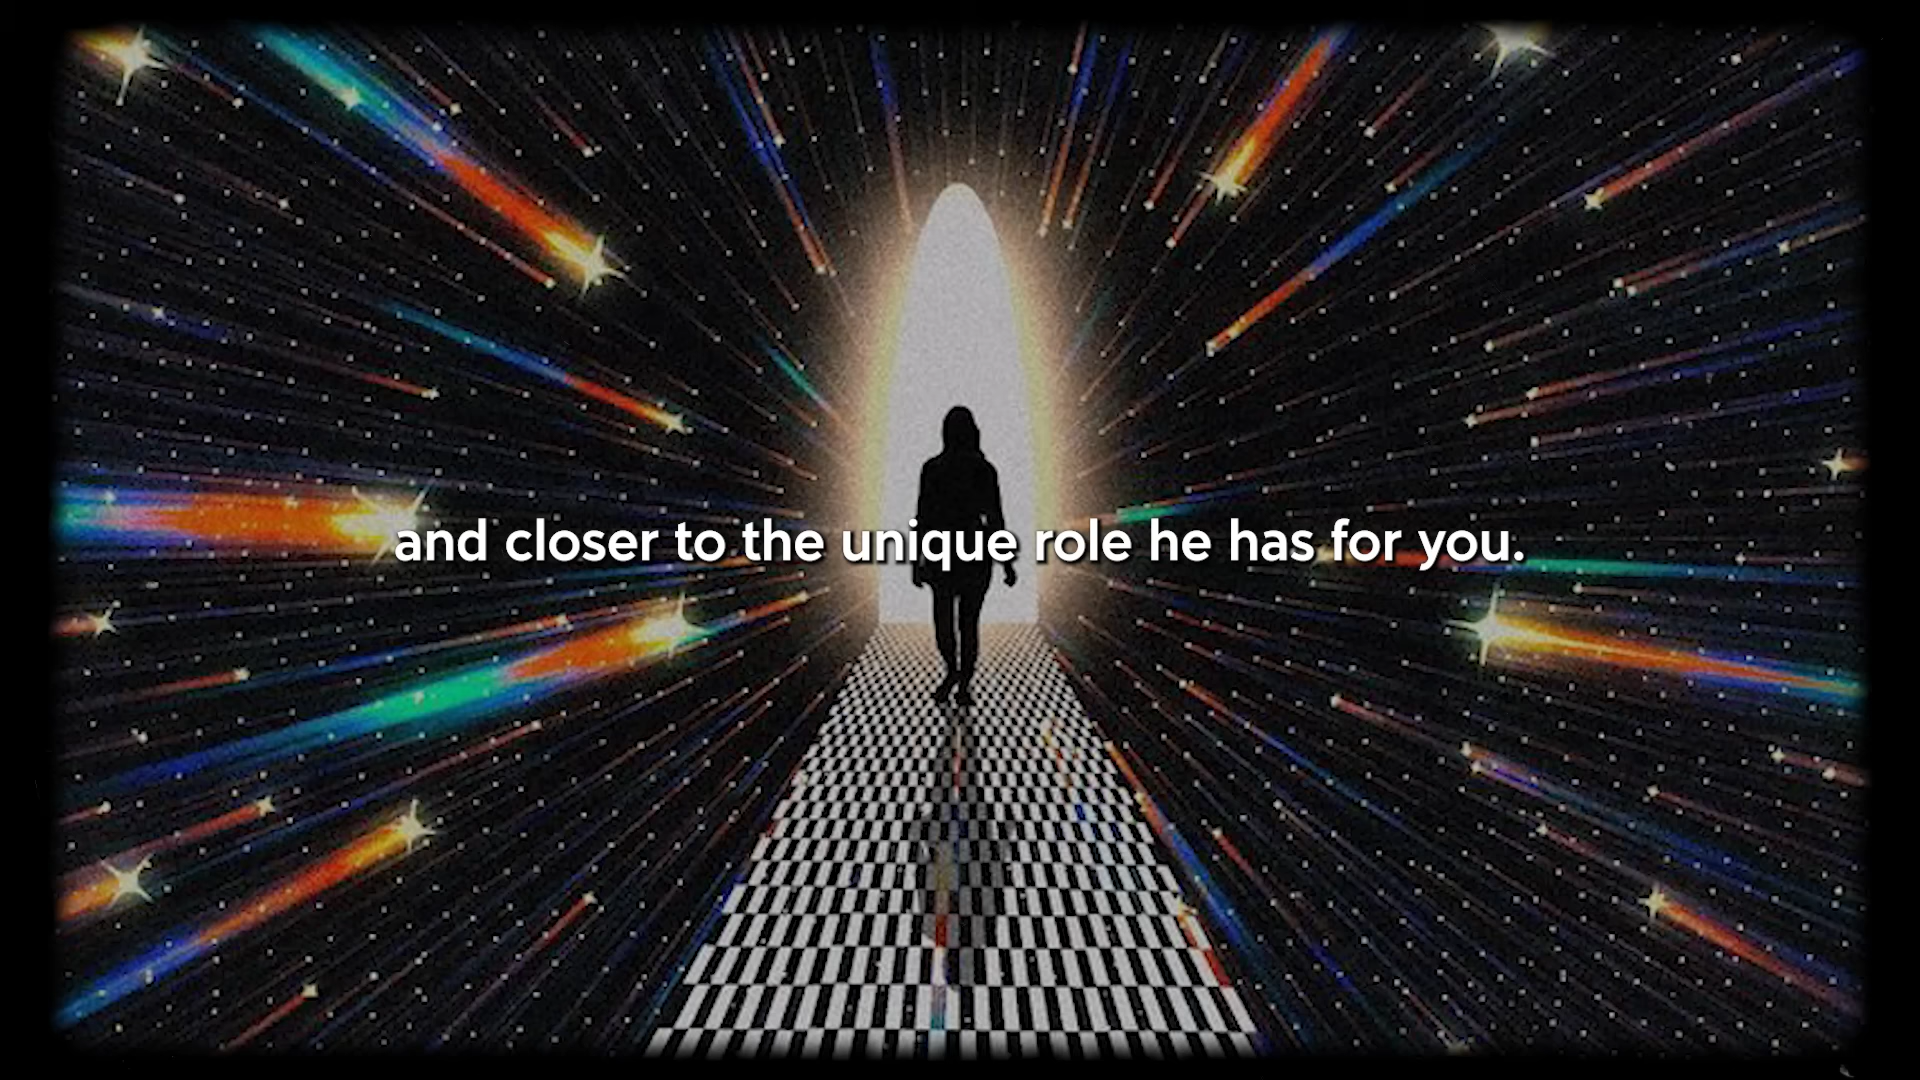 and closer to the unique role he has for you.